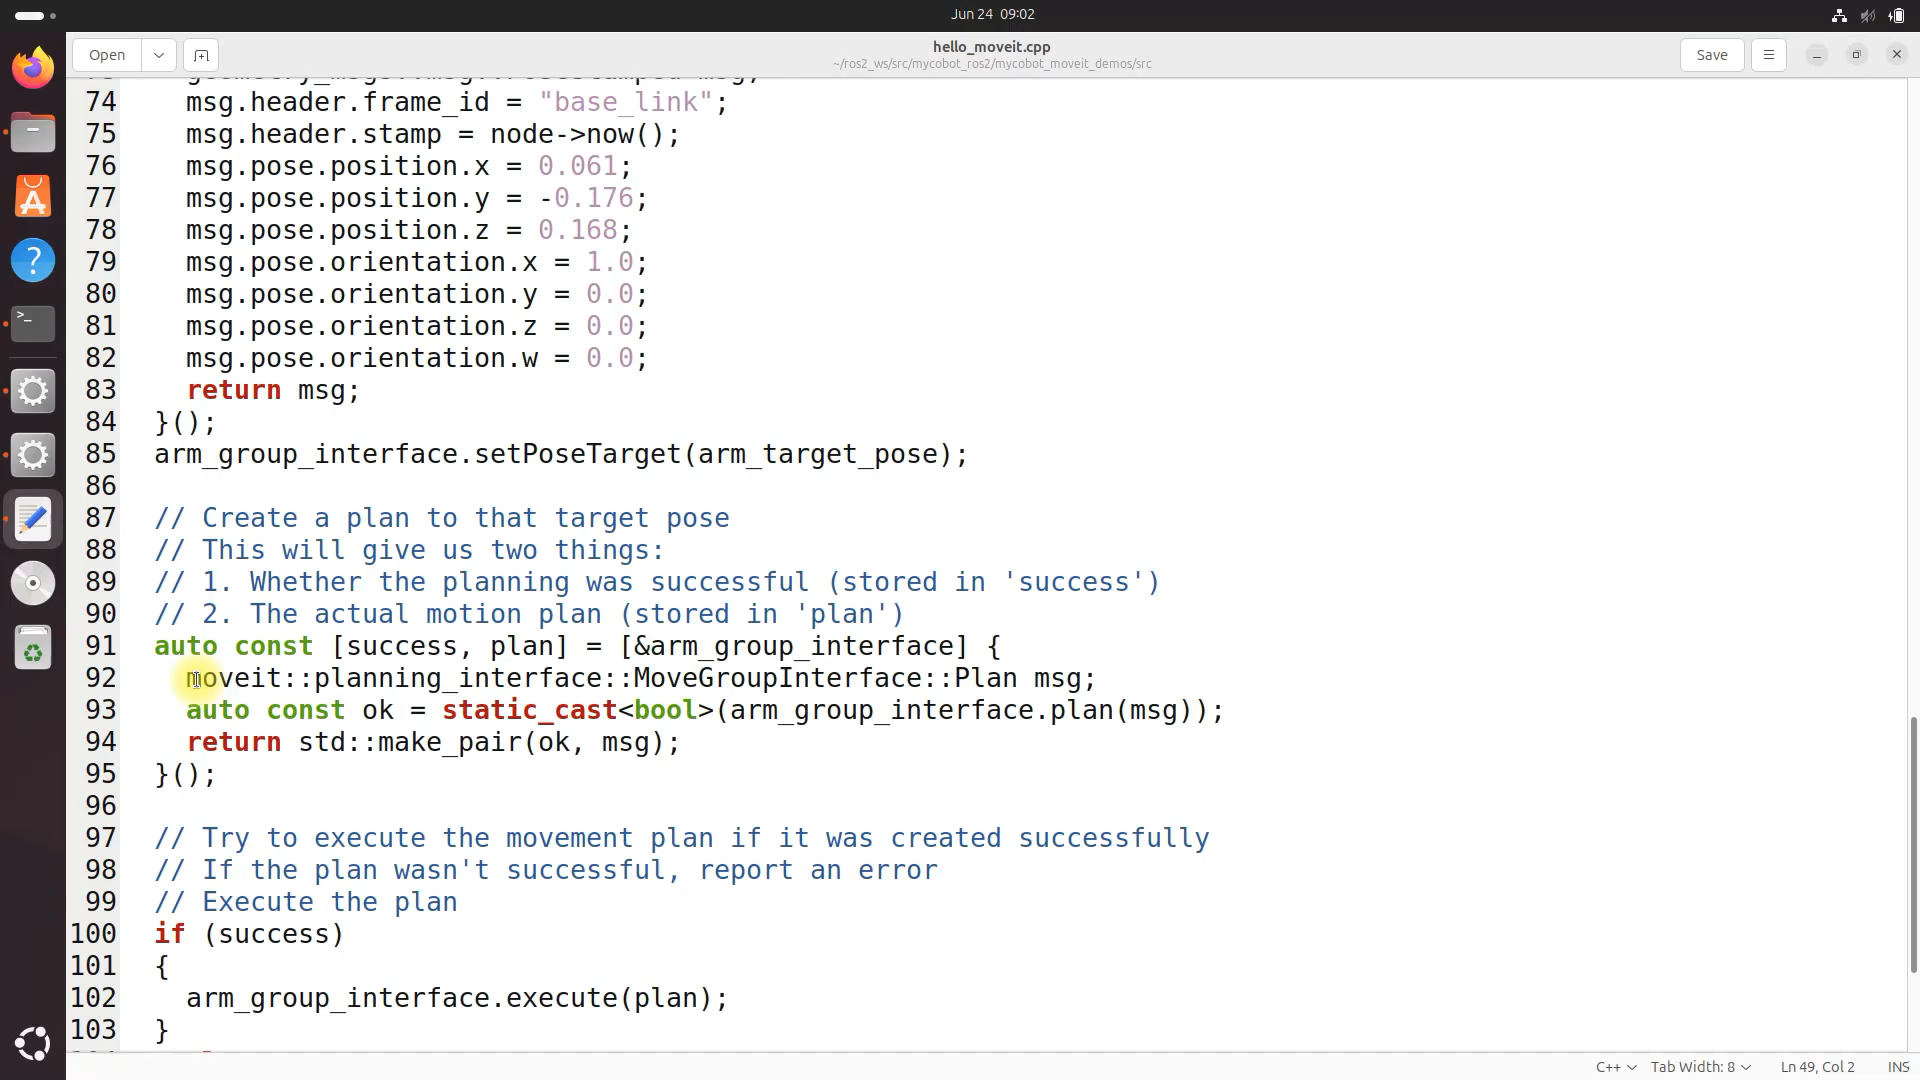 Jun 24 09:02
Open
hello_moveit.cpp
~/ros2_ws/src/mycobot_ros2/mycobot_moveit_demos/src
Save
74 msg.header.frame_id = "base_link";
75 msg.header.stamp = node->now();
76 msg.pose.position.x = 0.061;
77 msg.pose.position.y = -0.176;
78 msg.pose.position.z = 0.168;
79 msg.pose.orientation.x = 1.0;
80 msg.pose.orientation.y = 0.0;
81 msg.pose.orientation.z = 0.0;
82 msg.pose.orientation.w = 0.0;
83 return msg;
84 }();
85 arm_group_interface.setPoseTarget(arm_target_pose);
86
87 // Create a plan to that target pose
88 // This will give us two things:
89 // 1. Whether the planning was successful (stored in 'success')
90 // 2. The actual motion plan (stored in 'plan')
91 auto const [success, plan] = [&arm_group_interface] {
92 moveit::planning_interface::MoveGroupInterface::Plan msg;
93 auto const ok = static_cast<bool>(arm_group_interface.plan(msg));
94 return std::make_pair(ok, msg);
95 }();
96
97 // Try to execute the movement plan if it was created successfully
98 // If the plan wasn't successful, report an error
99 // Execute the plan
100 if (success)
101 {
102 arm_group_interface.execute(plan);
103 }
C++ Tab Width: 8 Ln 49, Col 2 INS